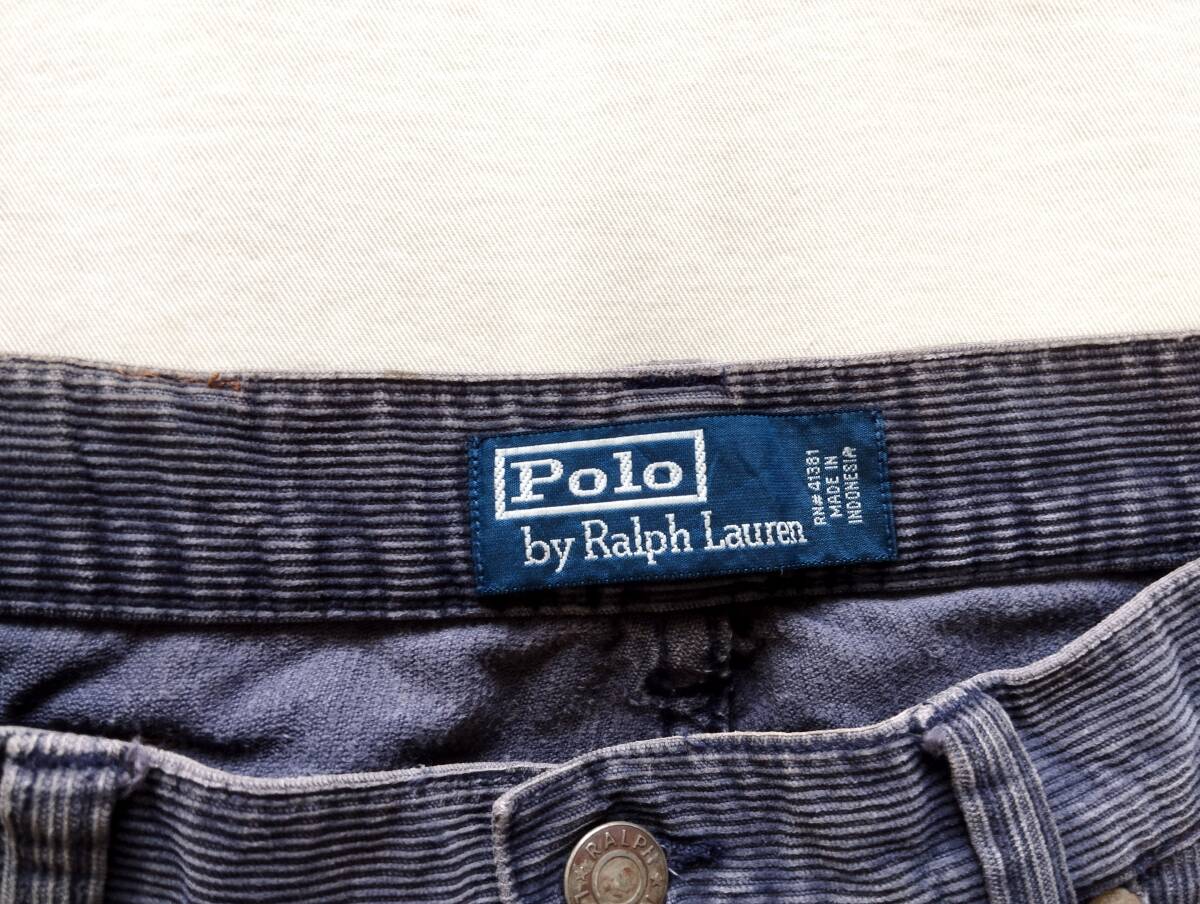 Polo
by Ralph Lauren
RN# 41381
MADE IN
INDONESIA
RALPH